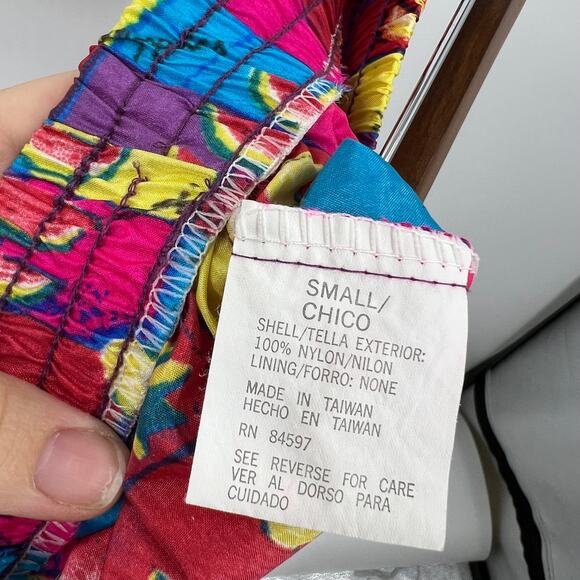 SMALL/
CHICO
SHELL/TELLA EXTERIOR:
100% NYLON/NILON
LINING/FORRO: NONE
MADE IN TAIWAN
HECHO EN TAIWAN
RN 84597
SEE REVERSE FOR CARE
VER AL DORSO PARA
CUIDADO